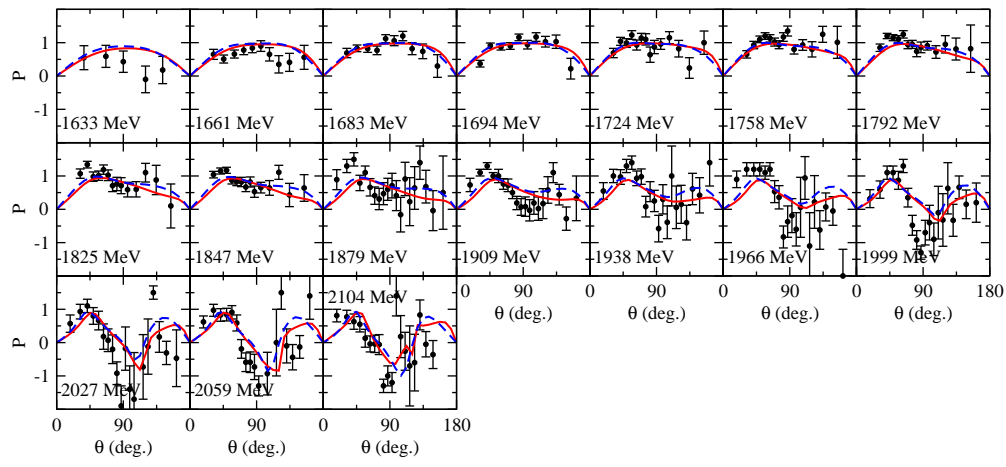 1
0
-1
P
1633 MeV
1661 MeV
1683 MeV
1694 MeV
1724 MeV
1758 MeV
1792 MeV
1
0
-1
P
1825 MeV
1847 MeV
1879 MeV
1909 MeV
1938 MeV
1966 MeV
1999 MeV
90
90
90
90 180
θ (deg.)
θ (deg.)
θ (deg.)
θ (deg.)
1
0
-1
P
2027 MeV
2059 MeV
2104 MeV
0 90
0 90
0 90 180
θ (deg.)
θ (deg.)
θ (deg.)